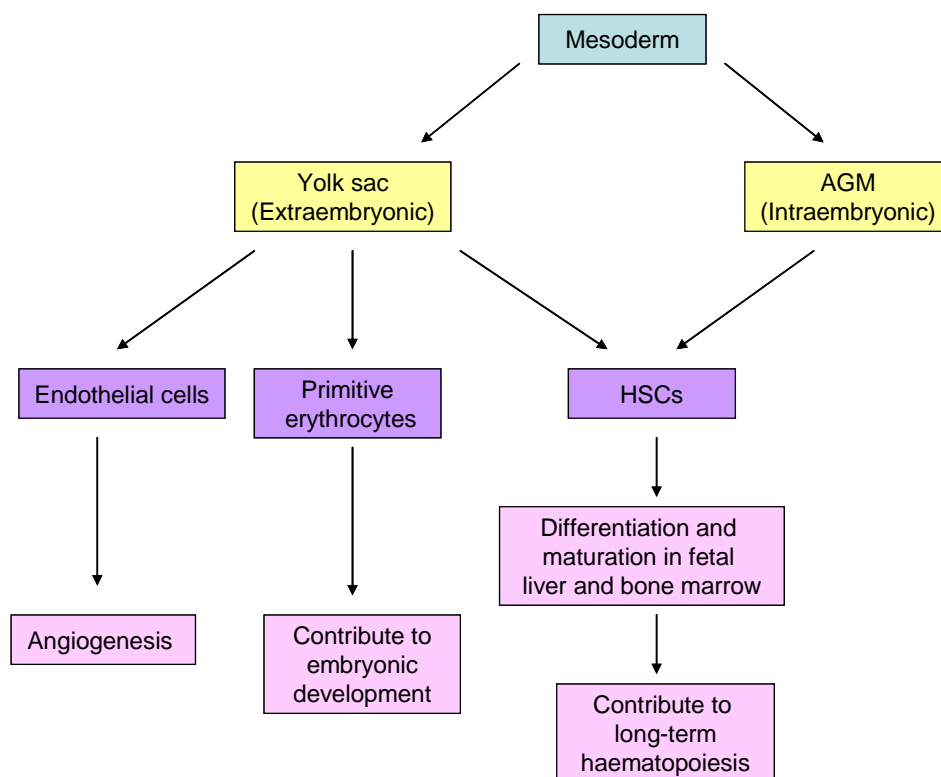 Mesoderm
Yolk sac
(Extraembryonic)
AGM
(Intraembryonic)
Endothelial cells
Primitive
erythrocytes
HSCs
Differentiation and
maturation in fetal
liver and bone marrow
Angiogenesis
Contribute to
embryonic
development
Contribute to
long-term
haematopoiesis